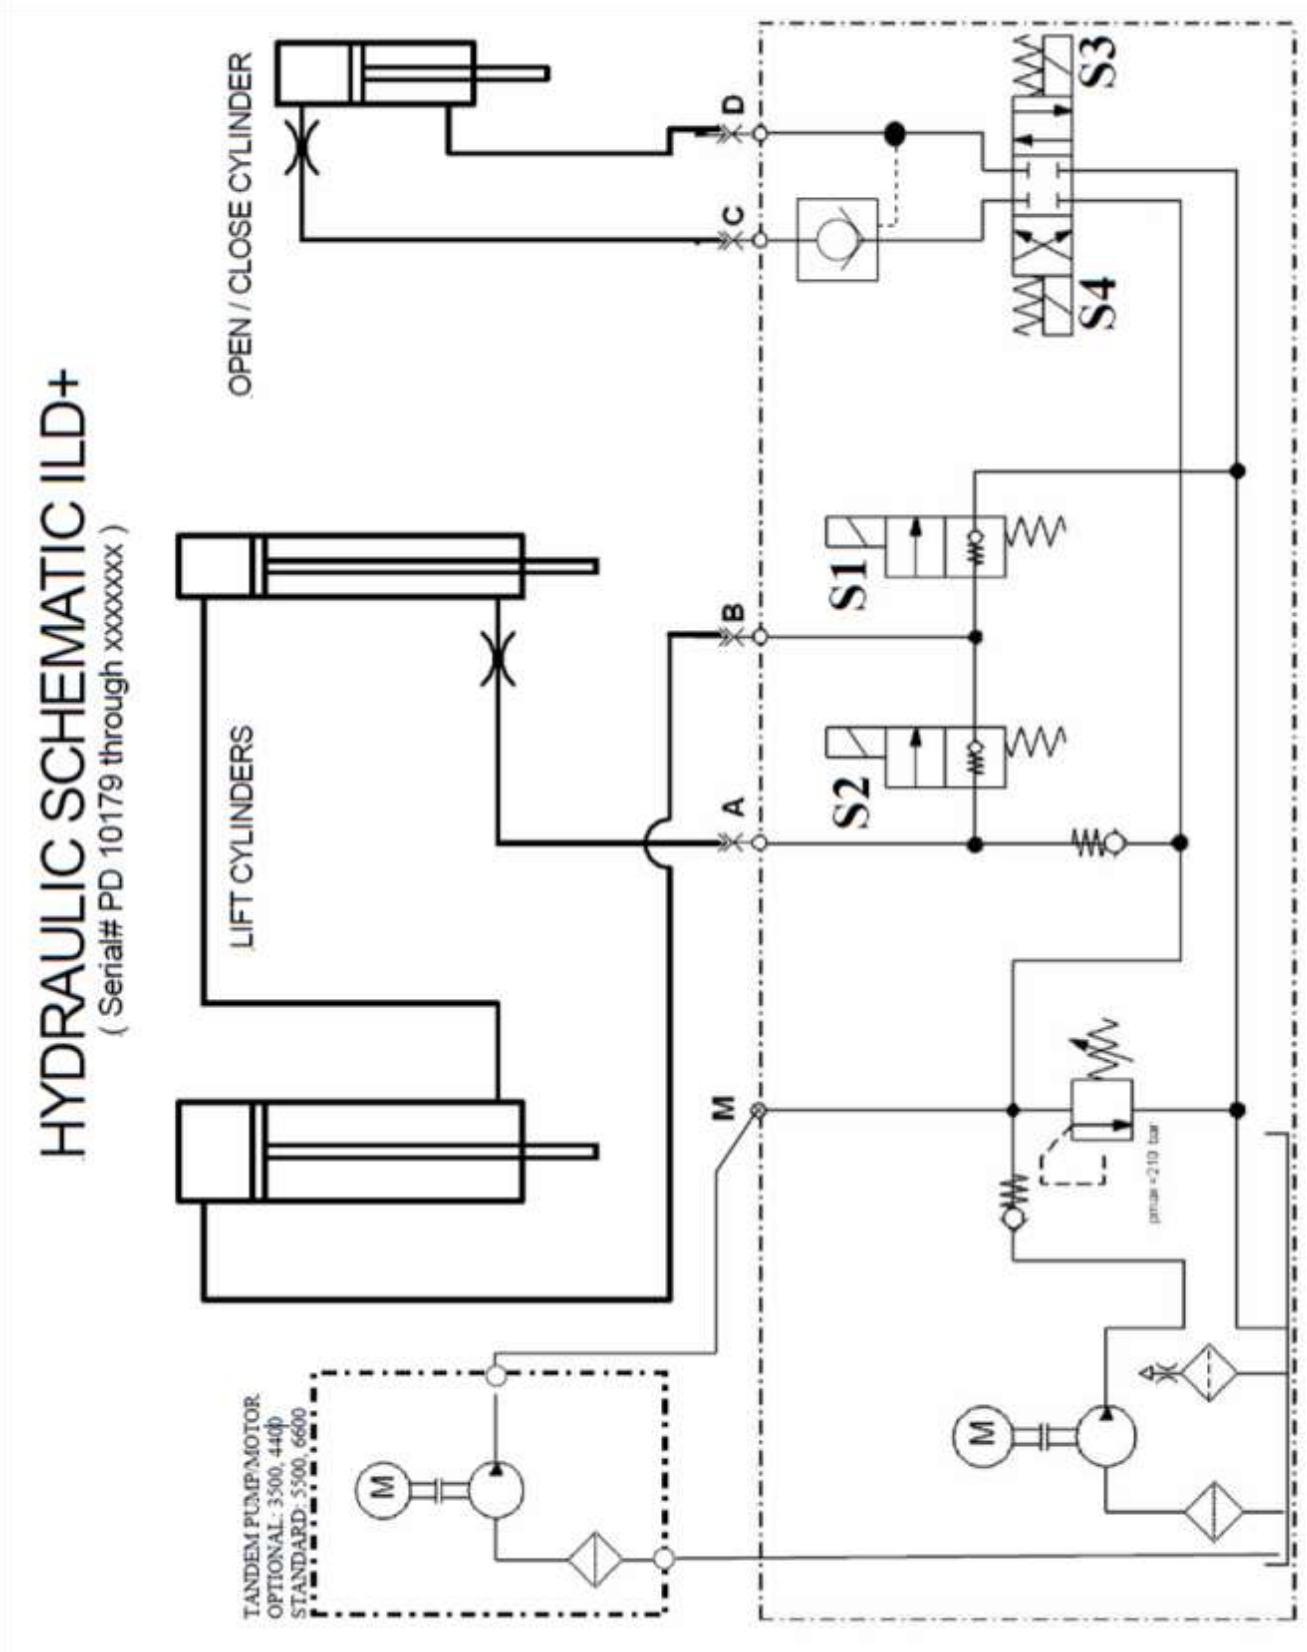 HYDRAULIC SCHEMATIC ILD+
( Serial# PD 10179 through xxxxxxx )
LIFT CYLINDERS
OPEN / CLOSE CYLINDER
TANDEM PUMP/MOTOR
OPTIONAL: 3500, 4400
STANDARD: 5500, 6600
M
M
A
B
C
D
M
S2
S1
S4
S3
pmax=210 bar